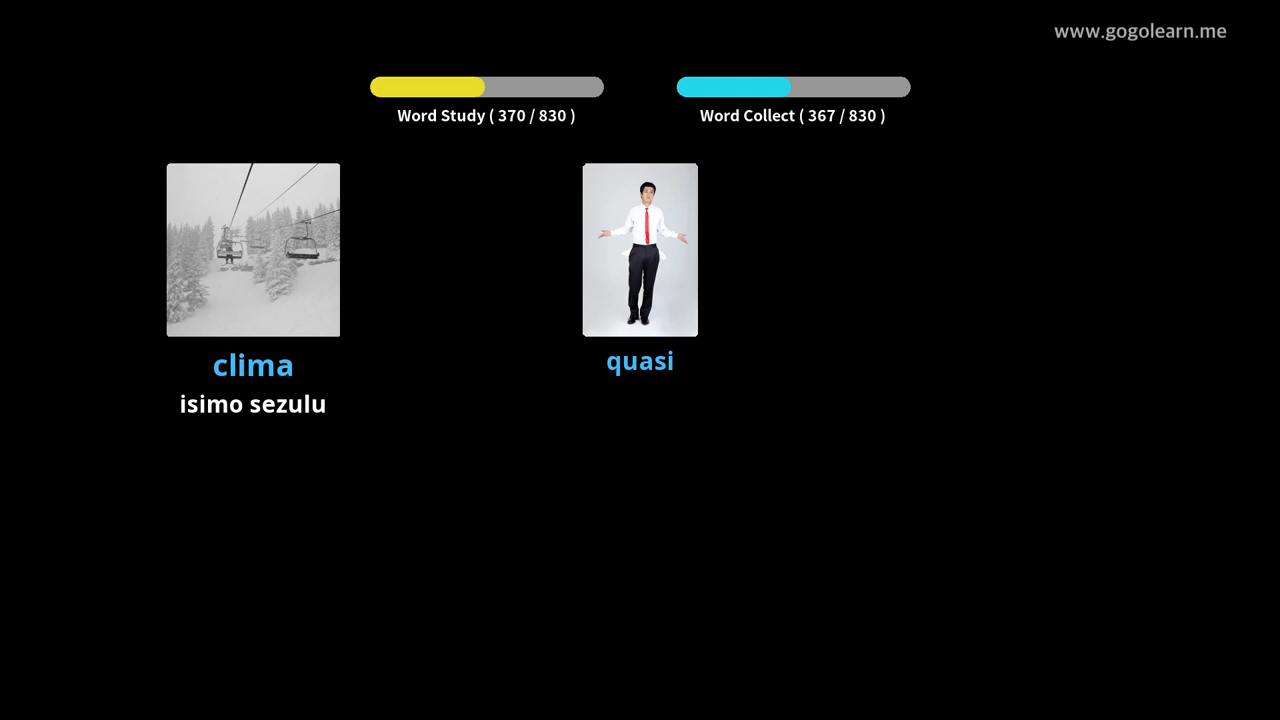 www.gogolearn.me
Word Study ( 370 / 830 )
Word Collect ( 367 / 830 )
clima
isimo sezulu
quasi